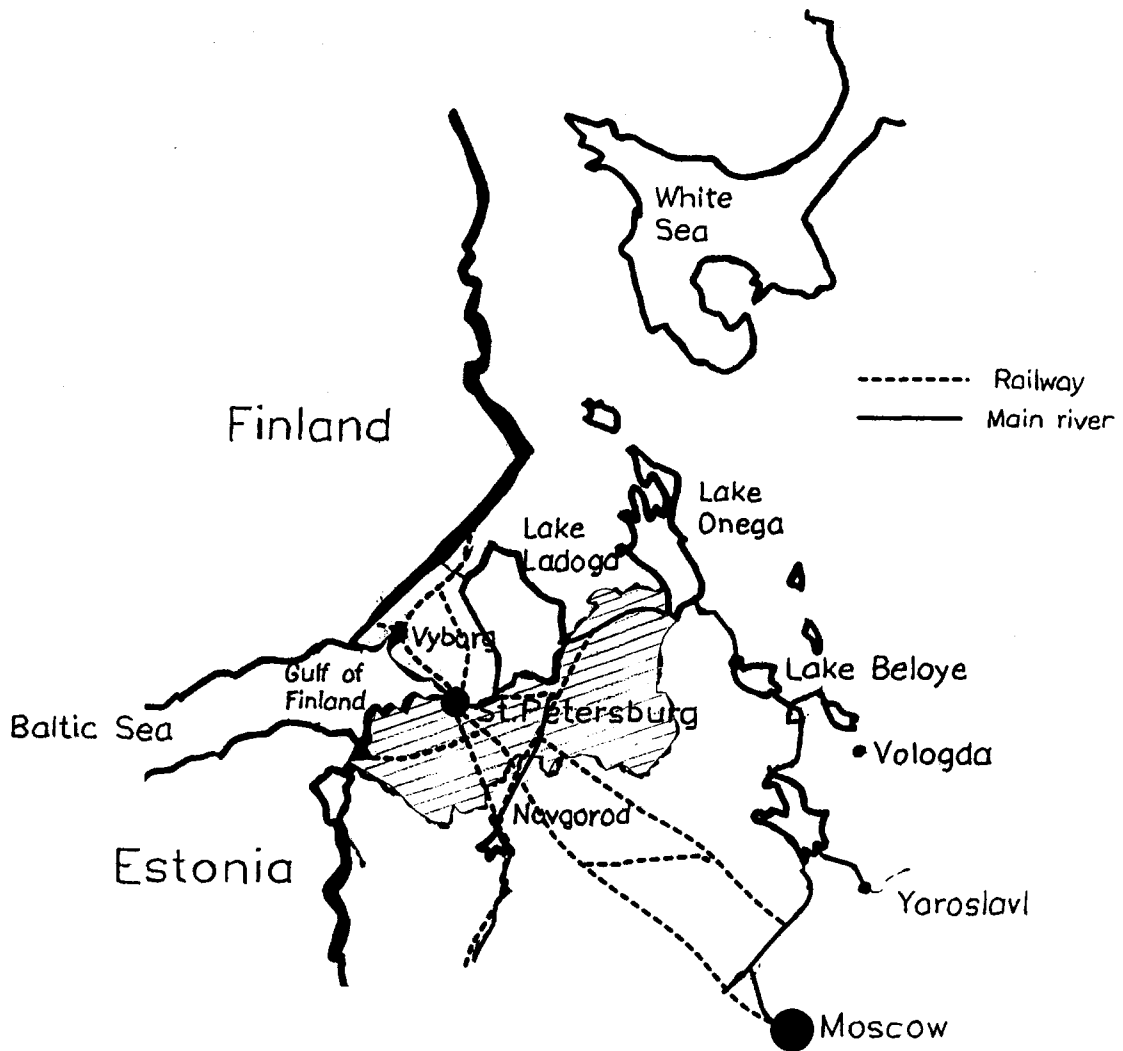 White
Sea
Railway
Main river
Finland
Lake
Onega
Lake
Ladoga
Vyborg
Lake Beloye
Gulf of
Finland
St.Petersburg
Baltic Sea
Vologda
Novgorod
Estonia
Yaroslavl
Moscow